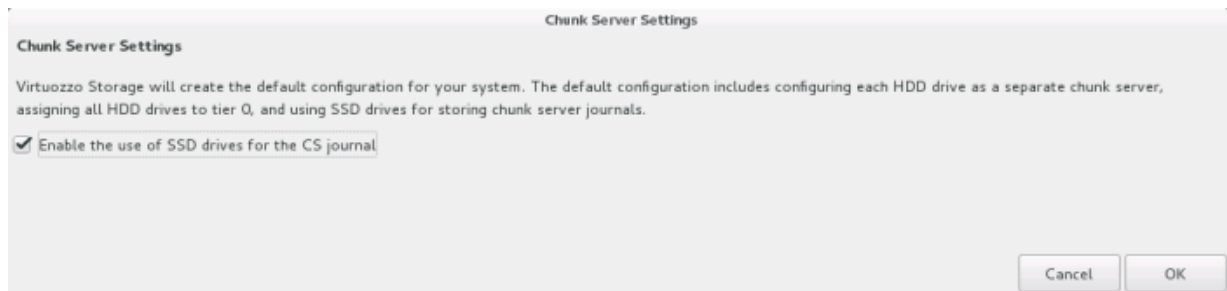 Chunk Server Settings
Chunk Server Settings
Virtuozzo Storage will create the default configuration for your system. The default configuration includes configuring each HDD drive as a separate chunk server,
assigning all HDD drives to tier 0, and using SSD drives for storing chunk server journals.
Enable the use of SSD drives for the CS journal
Cancel
OK